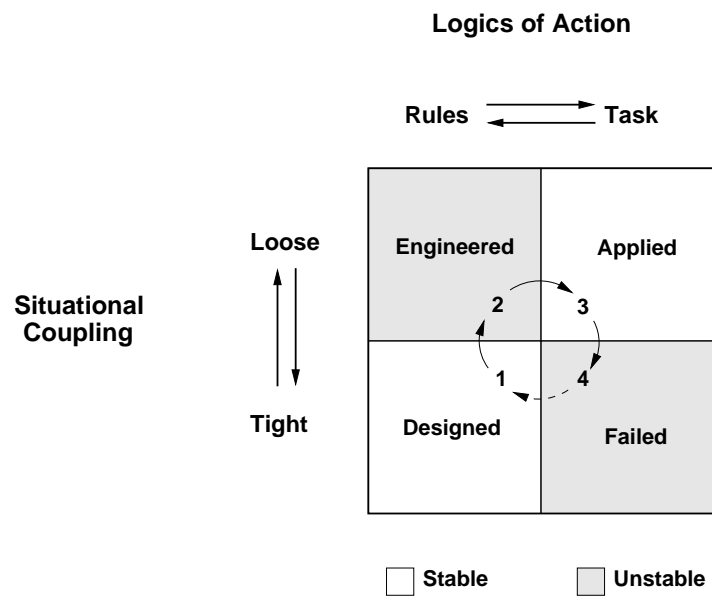 Logics of Action
Rules Task
Loose
Engineered Applied
Situational
Coupling
2 3
1 4
Tight
Designed Failed
Stable Unstable